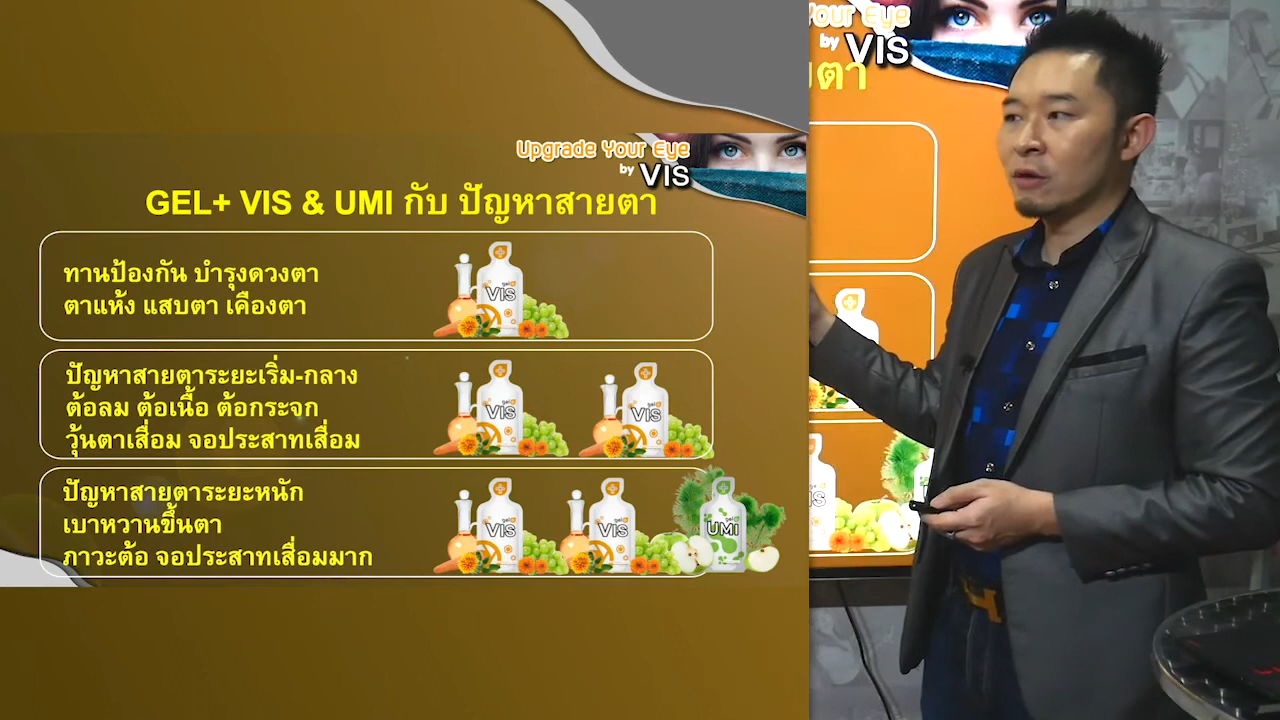 Upgrade Your Eye
by VIS
GEL+ VIS & UMI กับ ปัญหาสายตา
ทานป้องกัน บำรุงดวงตา
ตาแห้ง แสบตา เคืองตา
gel+
VIS
ปัญหาสายตาระยะเริ่ม-กลาง
ต้อลม ต้อเนื้อ ต้อกระจก
วุ้นตาเสื่อม จอประสาทเสื่อม
gel+
VIS
gel+
VIS
ปัญหาสายตาระยะหนัก
เบาหวานขึ้นตา
ภาวะต้อ จอประสาทเสื่อมมาก
gel+
VIS
gel+
VIS
gel+
UMI
Your Eye
by VIS
ยตา